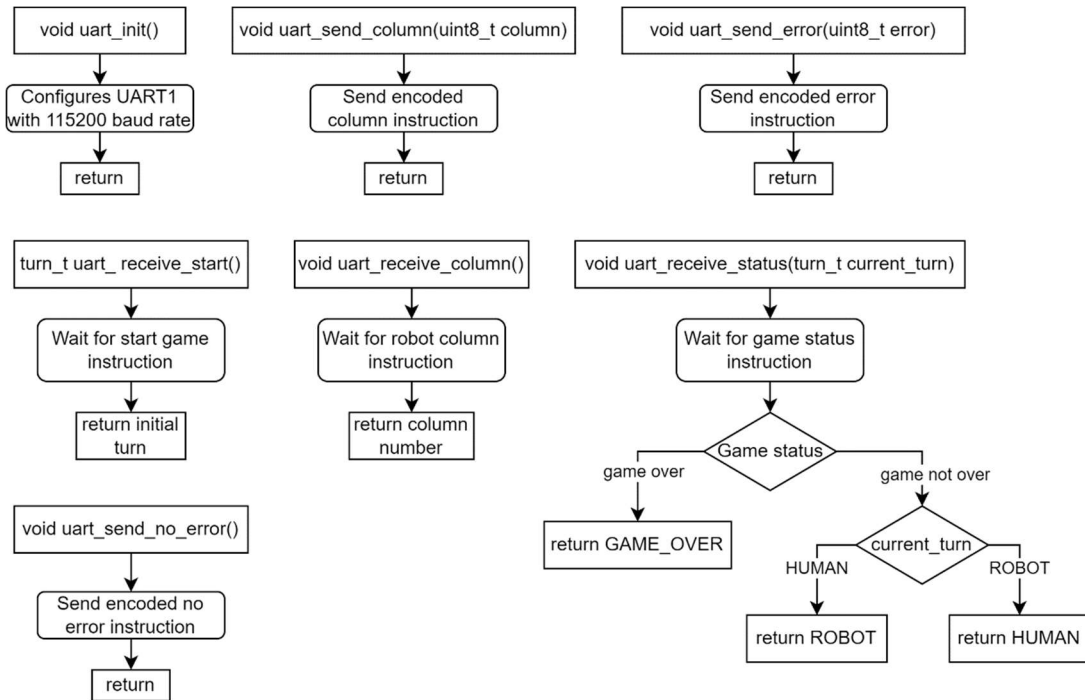 void uart_init()
Configures UART1
with 115200 baud rate
return
void uart_send_column(uint8_t column)
Send encoded
column instruction
return
void uart_send_error(uint8_t error)
Send encoded error
instruction
return
turn_t uart_ receive_start()
Wait for start game
instruction
return initial
turn
void uart_receive_column()
Wait for robot column
instruction
return column
number
void uart_receive_status(turn_t current_turn)
Wait for game status
instruction
Game status
game over
game not over
return GAME_OVER
current_turn
HUMAN
ROBOT
return ROBOT
return HUMAN
void uart_send_no_error()
Send encoded no
error instruction
return